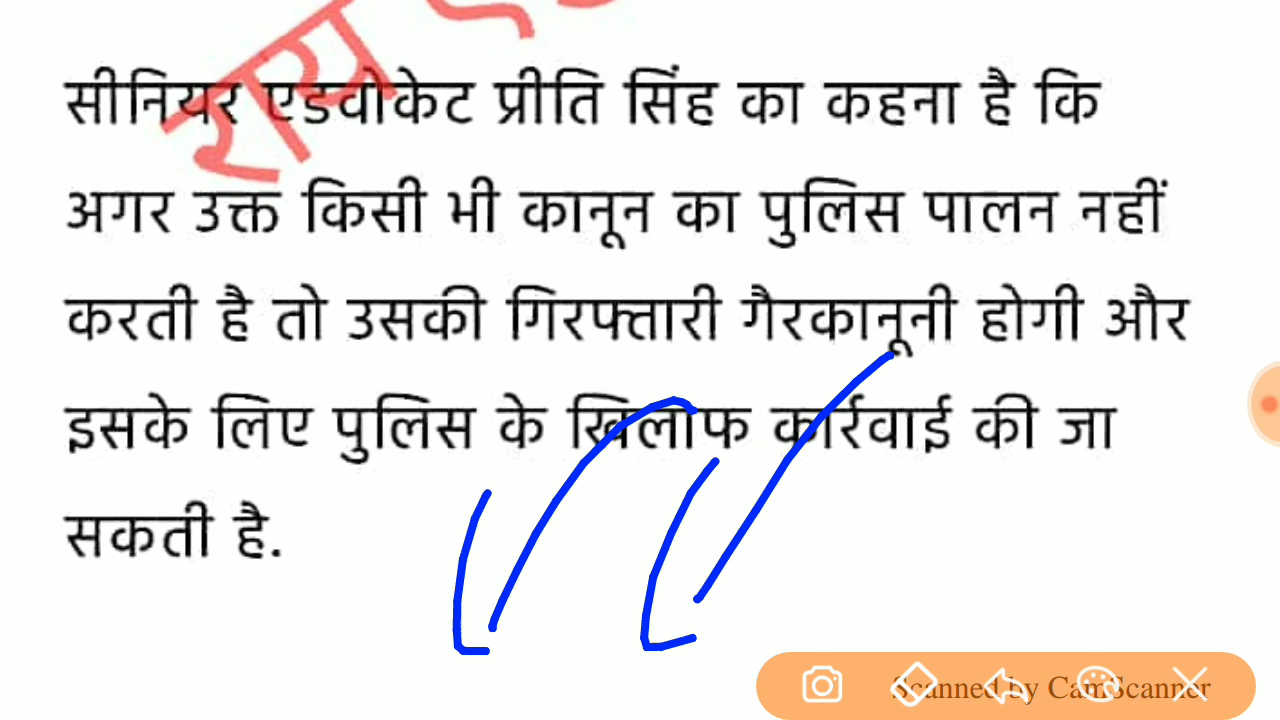 राय
सीनियर एडवोकेट प्रीति सिंह का कहना है कि
अगर उक्त किसी भी कानून का पुलिस पालन नहीं
करती है तो उसकी गिरफ्तारी गैरकानूनी होगी और
इसके लिए पुलिस के खिलाफ कार्रवाई की जा
सकती है.
Scanned by CamScanner